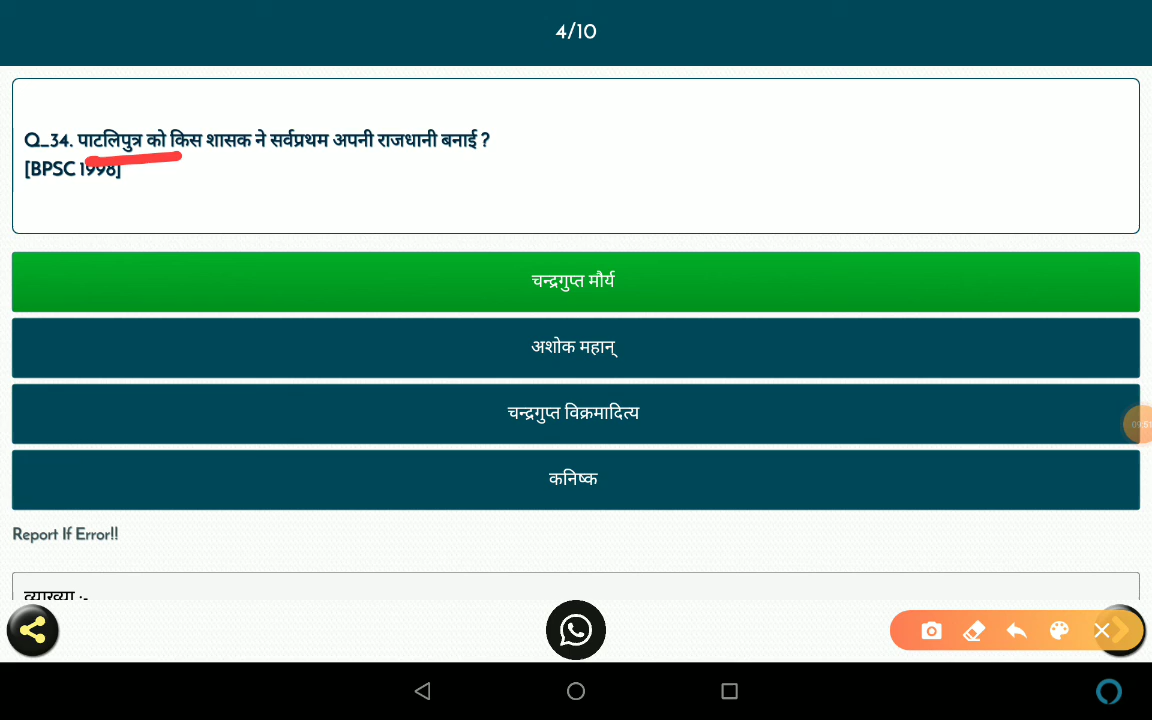 4/10
Q_34. पाटलिपुत्र को किस शासक ने सर्वप्रथम अपनी राजधानी बनाई ?
[BPSC 1998]
चन्द्रगुप्त मौर्य
अशोक महान्
चन्द्रगुप्त विक्रमादित्य
कनिष्क
Report If Error!!
व्याख्या :-